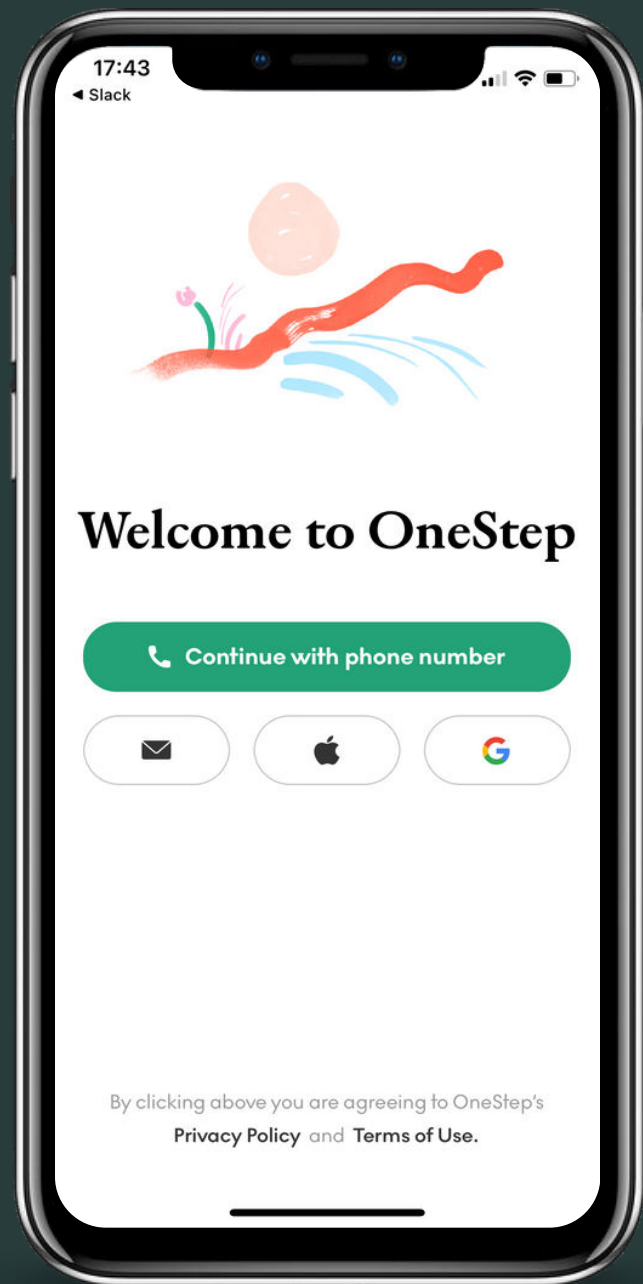 17:43
◀ Slack
Welcome to OneStep
Continue with phone number
By clicking above you are agreeing to OneStep's
Privacy Policy and Terms of Use.